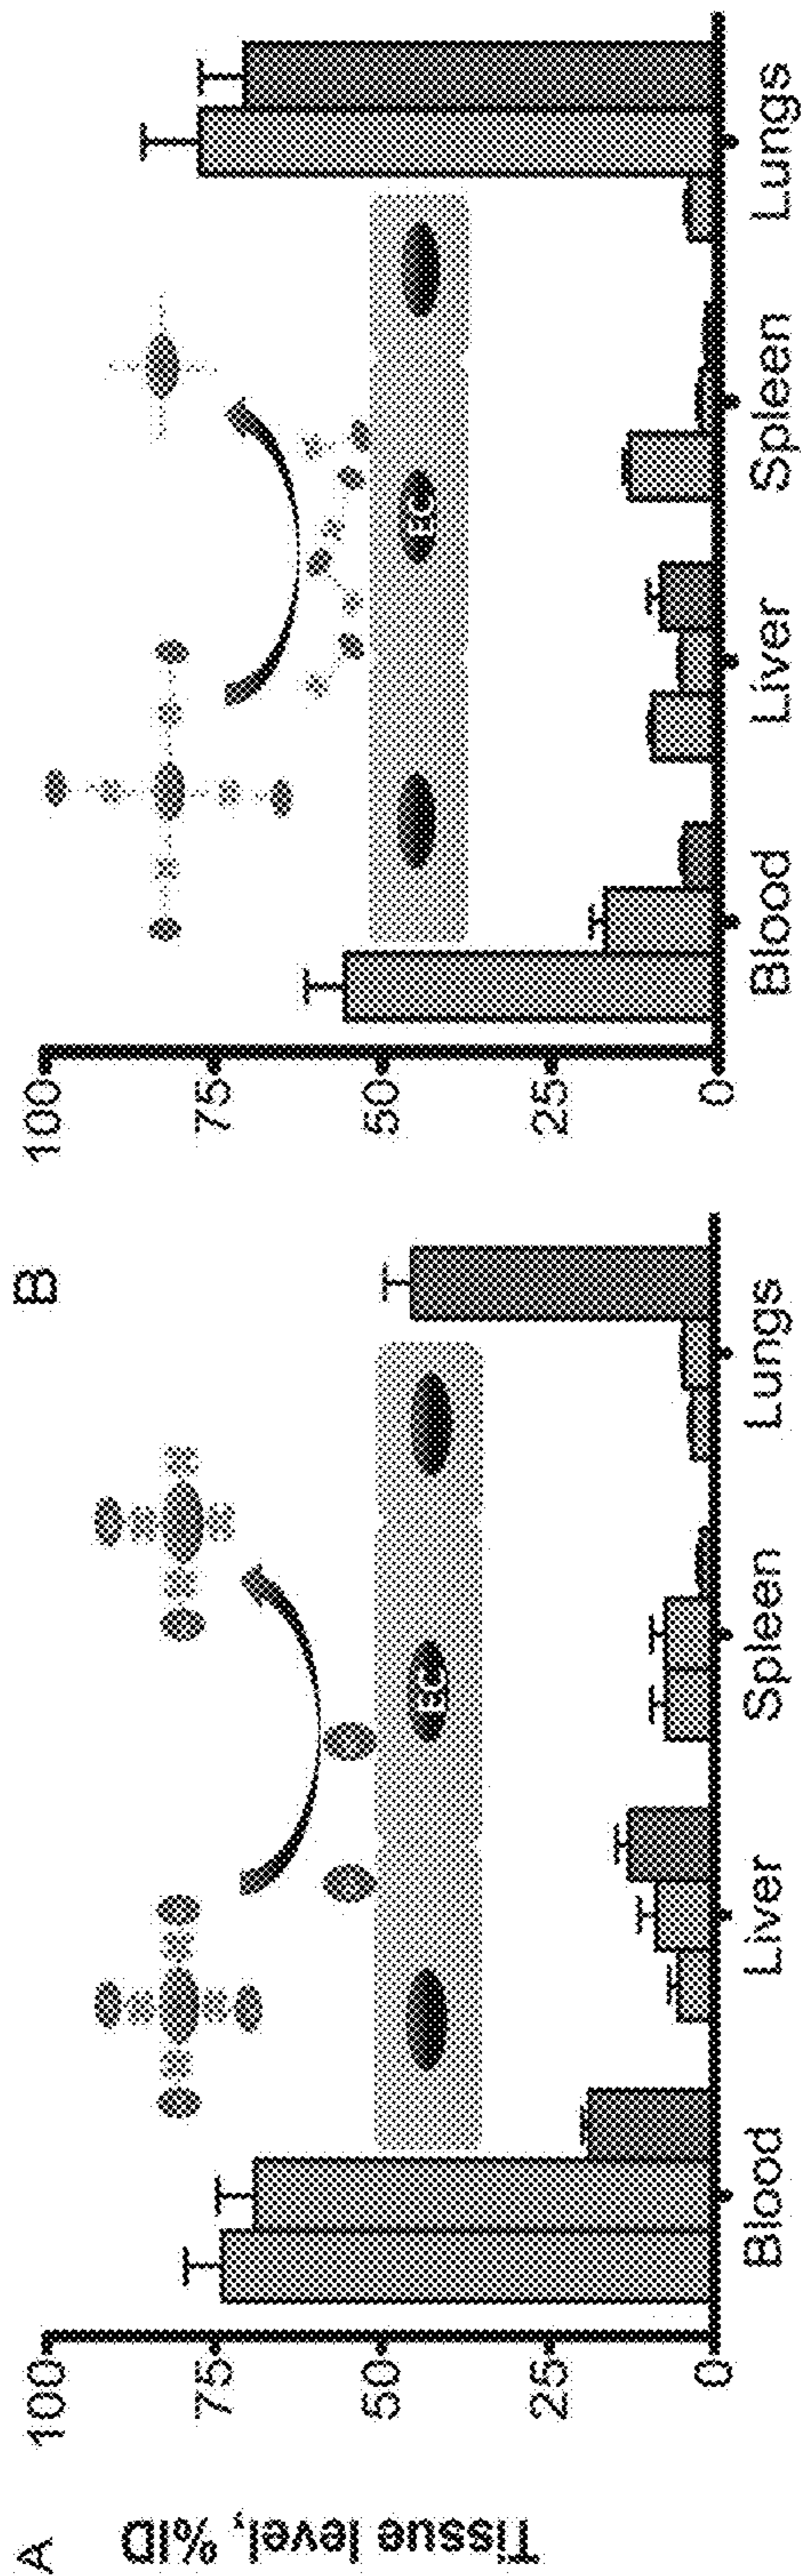 A
Tissue level, %ID
100
75
50
25
0
EC
Blood
Liver
Spleen
Lungs
B
100
75
50
25
0
EC
Blood
Liver
Spleen
Lungs